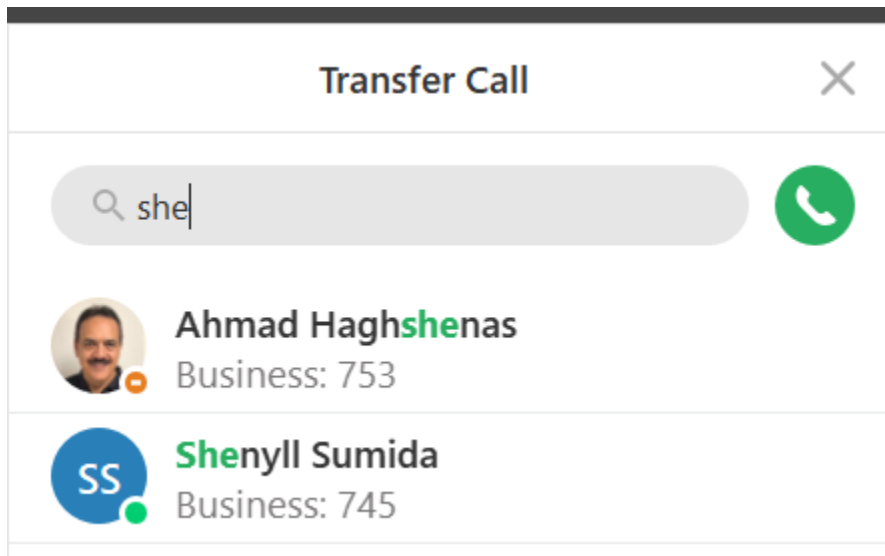 Transfer Call
she
Ahmad Haghshenas
Business: 753
SS
Shenyll Sumida
Business: 745